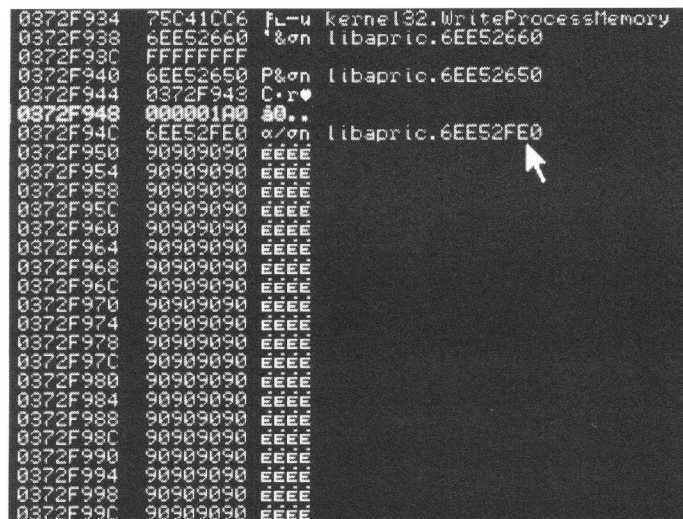 0372F934 75C41CC6 ╞∟─u kernel32.WriteProcessMemory
0372F938 6EE52660 `&σn libapric.6EE52660
0372F93C FFFFFFFF
0372F940 6EE52650 P&σn libapric.6EE52650
0372F944 0372F943 C·r♥
0372F948 000001A0 á☺..
0372F94C 6EE52FE0 α/σn libapric.6EE52FE0
0372F950 90909090 ÉÉÉÉ
0372F954 90909090 ÉÉÉÉ
0372F958 90909090 ÉÉÉÉ
0372F95C 90909090 ÉÉÉÉ
0372F960 90909090 ÉÉÉÉ
0372F964 90909090 ÉÉÉÉ
0372F968 90909090 ÉÉÉÉ
0372F96C 90909090 ÉÉÉÉ
0372F970 90909090 ÉÉÉÉ
0372F974 90909090 ÉÉÉÉ
0372F978 90909090 ÉÉÉÉ
0372F97C 90909090 ÉÉÉÉ
0372F980 90909090 ÉÉÉÉ
0372F984 90909090 ÉÉÉÉ
0372F988 90909090 ÉÉÉÉ
0372F98C 90909090 ÉÉÉÉ
0372F990 90909090 ÉÉÉÉ
0372F994 90909090 ÉÉÉÉ
0372F998 90909090 ÉÉÉÉ
0372F99C 90909090 ÉÉÉÉ